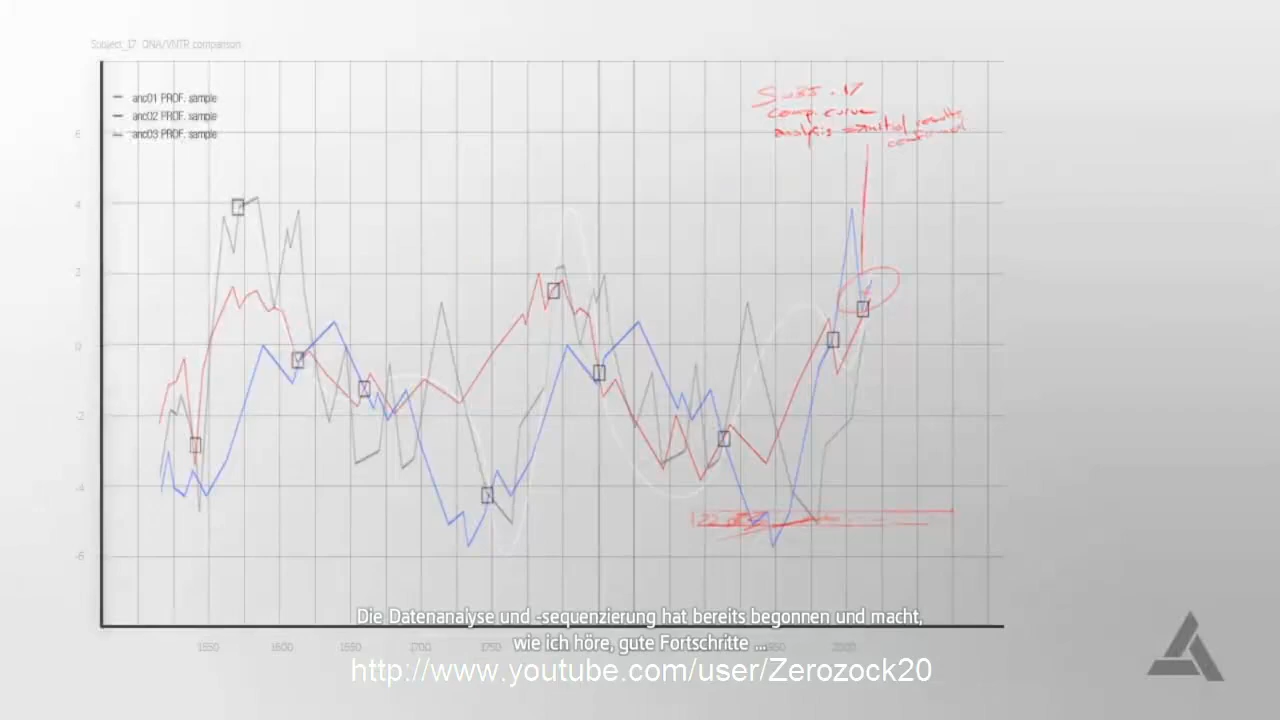 Subject_17 DNA/VNTR comparison
anc01 PROF. sample
anc02 PROF. sample
anc03 PROF. sample
SUBJ. 17
comp. curve
analysis initial results
confirmed
6
4
2
0
-2
-4
-6
Die Datenanalyse und -sequenzierung hat bereits begonnen und macht,
1550 1600 1650 1700 1750 1950 2000
wie ich höre, gute Fortschritte ...
http://www.youtube.com/user/Zerozock20